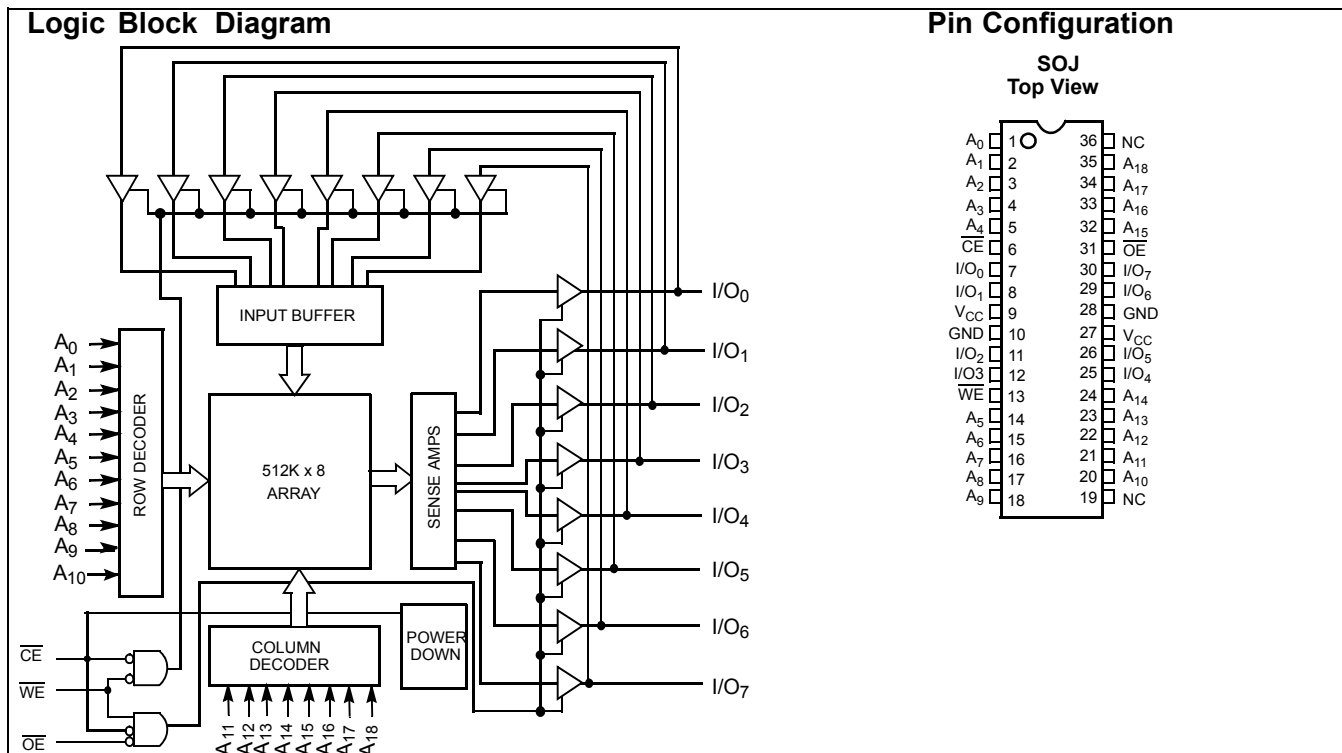 Logic Block Diagram
INPUT BUFFER
A0
A1
A2
A3
A4
A5
A6
A7
A8
A9
A10
ROW DECODER
512K x 8
ARRAY
SENSE AMPS
I/O0
I/O1
I/O2
I/O3
I/O4
I/O5
I/O6
I/O7
COLUMN
DECODER
POWER
DOWN
C̅E̅
W̅E̅
O̅E̅
A11
A12
A13
A14
A15
A16
A17
A18
Pin Configuration
SOJ
Top View
A0 1 36 NC
A1 2 35 A18
A2 3 34 A17
A3 4 33 A16
A4 5 32 A15
C̅E̅ 6 31 O̅E̅
I/O0 7 30 I/O7
I/O1 8 29 I/O6
VCC 9 28 GND
GND 10 27 VCC
I/O2 11 26 I/O5
I/O3 12 25 I/O4
W̅E̅ 13 24 A14
A5 14 23 A13
A6 15 22 A12
A7 16 21 A11
A8 17 20 A10
A9 18 19 NC